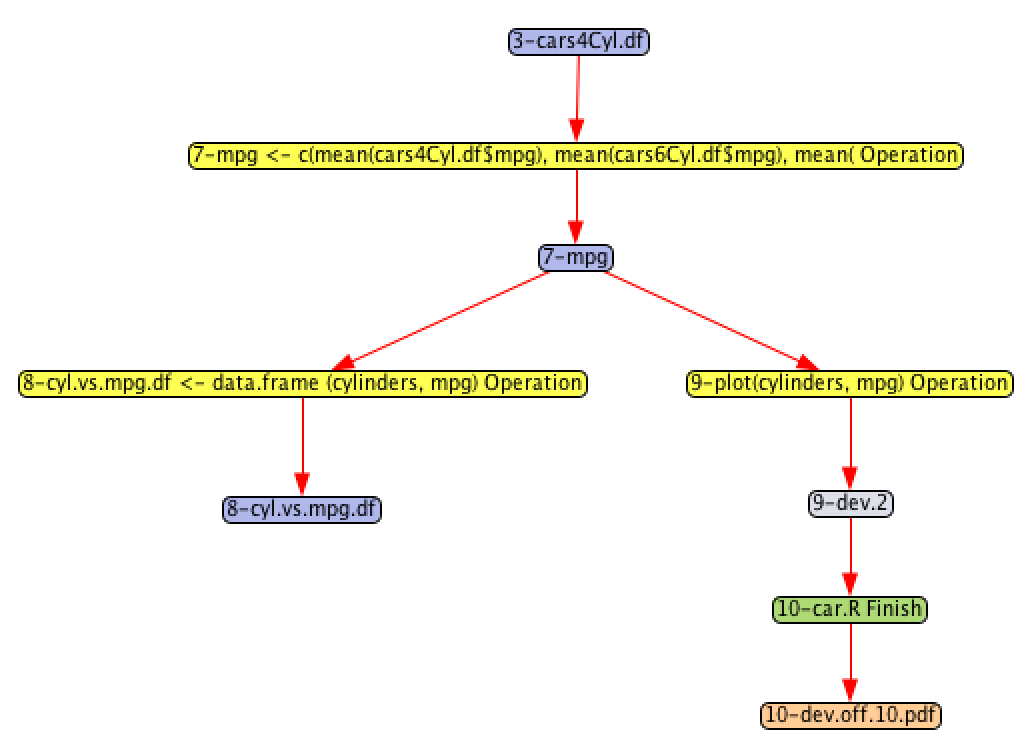 3-cars4Cyl.df
7-mpg <- c(mean(cars4Cyl.df$mpg), mean(cars6Cyl.df$mpg), mean( Operation
7-mpg
8-cyl.vs.mpg.df <- data.frame (cylinders, mpg) Operation
9-plot(cylinders, mpg) Operation
8-cyl.vs.mpg.df
9-dev.2
10-car.R Finish
10-dev.off.10.pdf